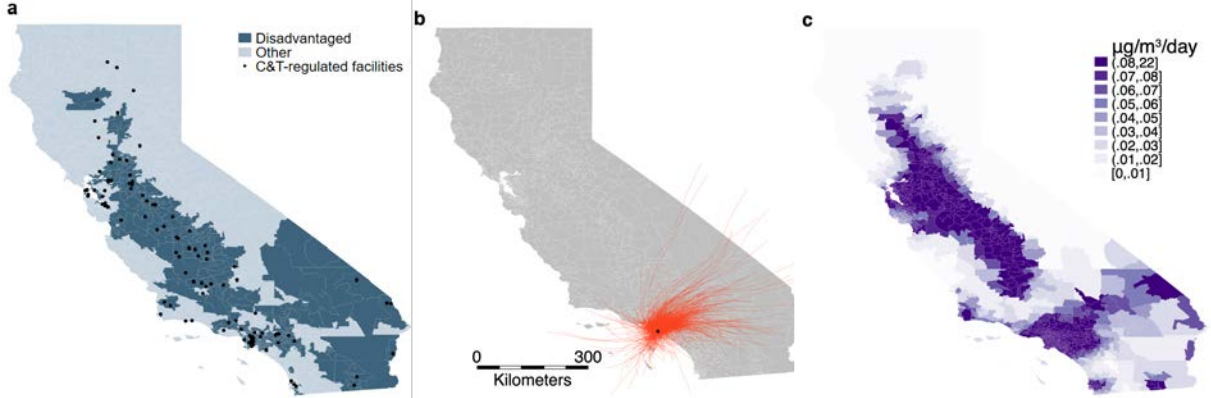 a
Disadvantaged
Other
C&T-regulated facilities
b
0 300
Kilometers
c
µg/m³/day
(.08,22]
(.07,.08]
(.06,.07]
(.05,.06]
(.04,.05]
(.03,.04]
(.02,.03]
(.01,.02]
[0,.01]